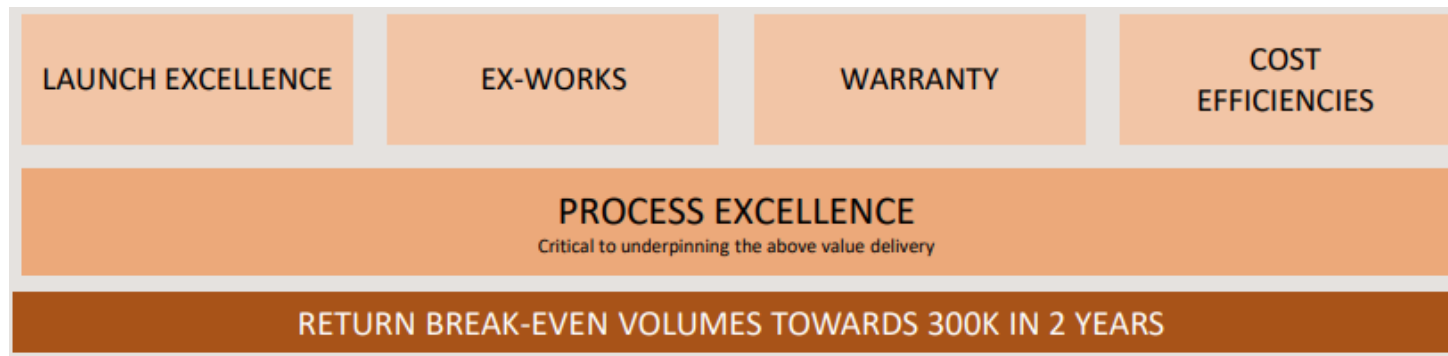 LAUNCH EXCELLENCE
EX-WORKS
WARRANTY
COST
EFFICIENCIES
PROCESS EXCELLENCE
Critical to underpinning the above value delivery
RETURN BREAK-EVEN VOLUMES TOWARDS 300K IN 2 YEARS